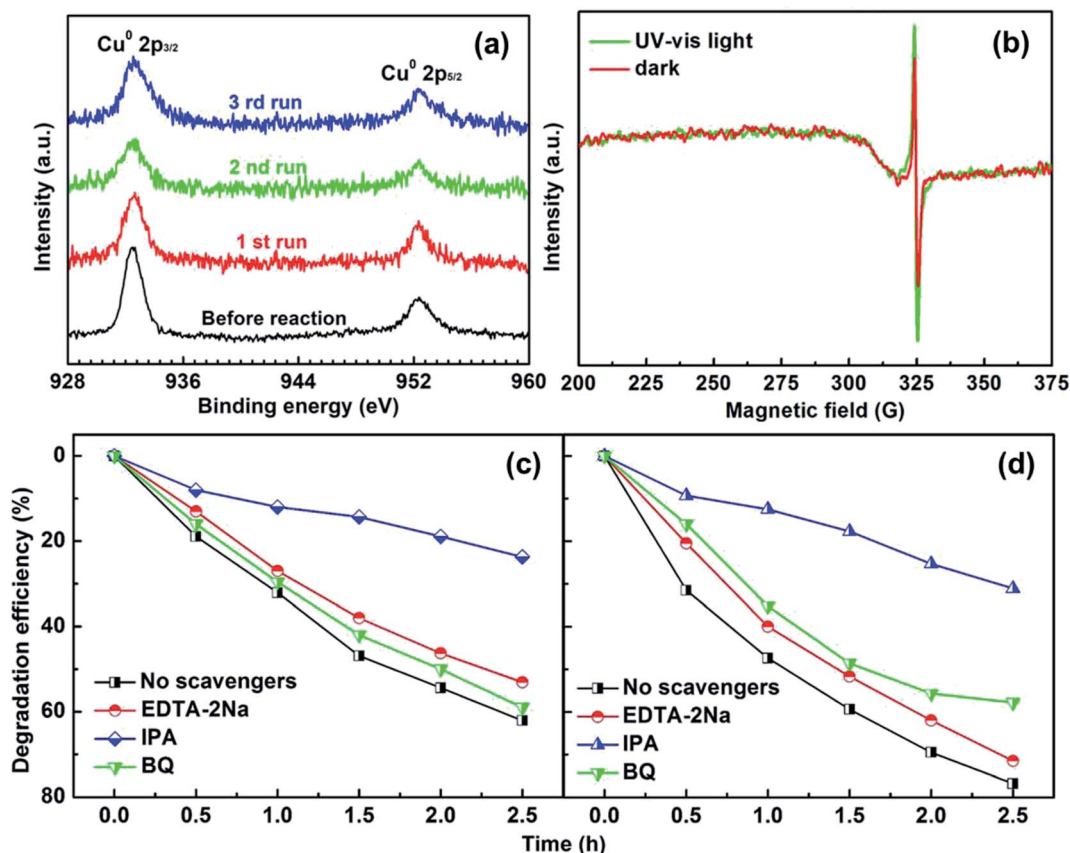 (a)
Cu⁰ 2p₃/₂
Cu⁰ 2p₅/₂
3 rd run
2 nd run
1 st run
Before reaction
Intensity (a.u.)
928 936 944 952 960
Binding energy (eV)
(b)
UV-vis light
dark
Intensity (a.u.)
200 225 250 275 300 325 350 375
Magnetic field (G)
(c)
0
20
40
60
80
Degradation efficiency (%)
No scavengers
EDTA-2Na
IPA
BQ
0.0 0.5 1.0 1.5 2.0 2.5
(d)
No scavengers
EDTA-2Na
IPA
BQ
0.0 0.5 1.0 1.5 2.0 2.5
Time (h)